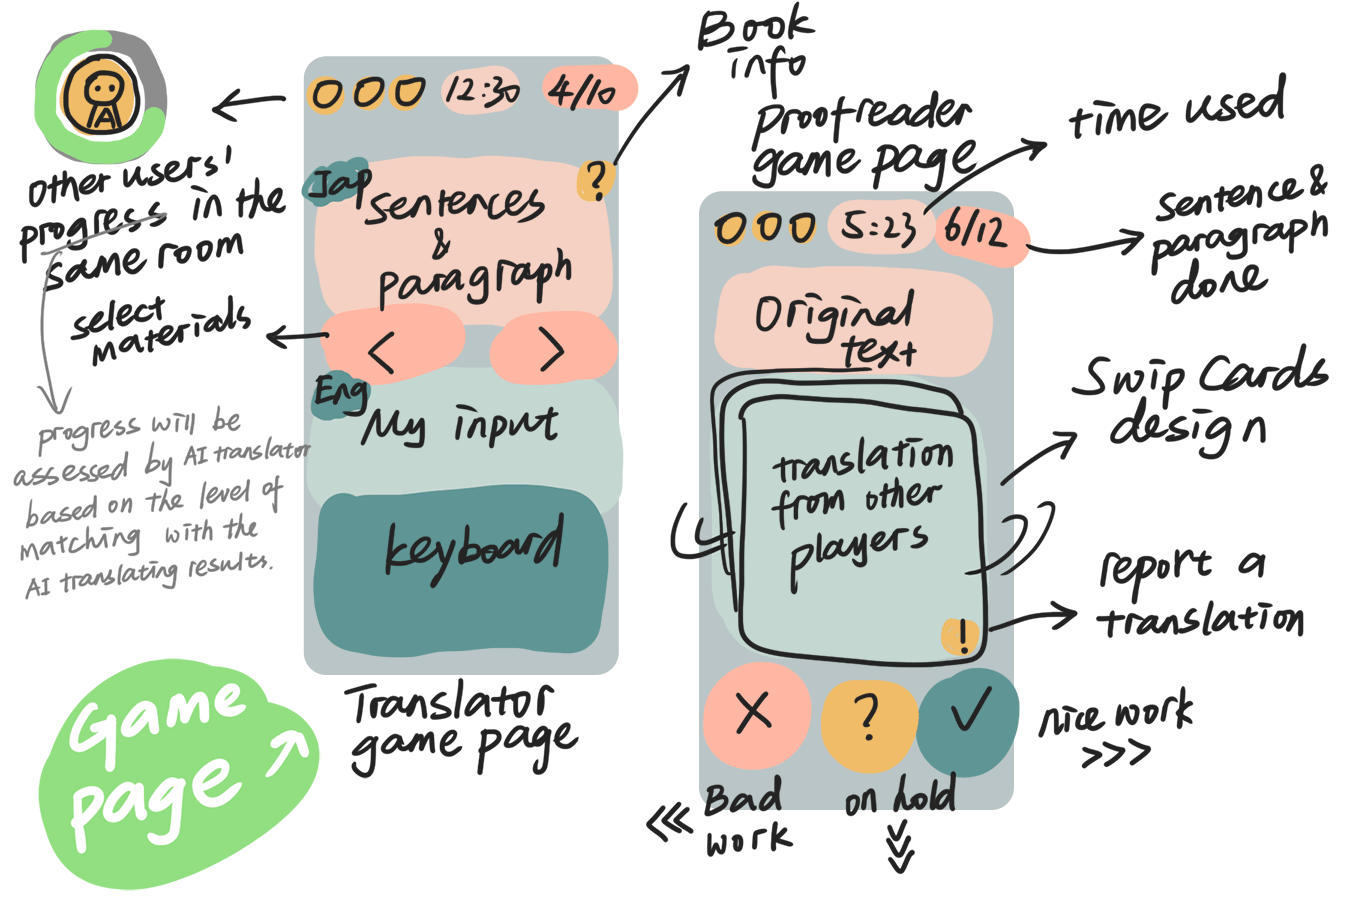 A
other users'
progress in the
same room
select
materials
progress will be
assessed by AI translator
based on the level of
matching with the
AI translating results.
Game
page
12:30
4/10
Jap
?
Sentences
&
paragraph
<
>
Eng
My input
keyboard
Translator
game page
Book
info
Proofreader
game page
5:23
6/12
Original
text
translation
from other
players
!
X
?
✓
Bad
work
on hold
nice work
>>>
time used
sentence &
paragraph
done
Swip Cards
design
report a
translation